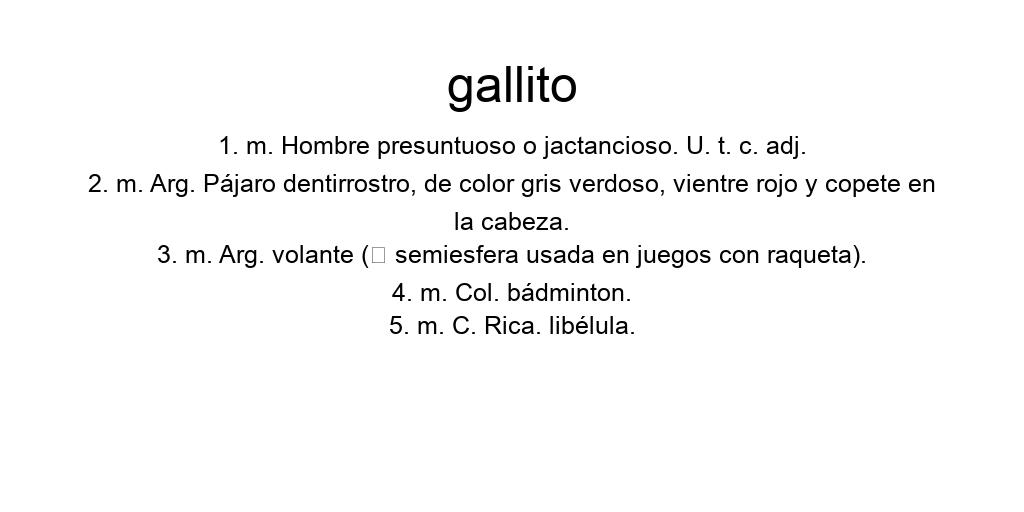 gallito
1. m. Hombre presuntuoso o jactancioso. U. t. c. adj.
2. m. Arg. Pájaro dentirrostro, de color gris verdoso, vientre rojo y copete en
la cabeza.
3. m. Arg. volante (▯ semiesfera usada en juegos con raqueta).
4. m. Col. bádminton.
5. m. C. Rica. libélula.